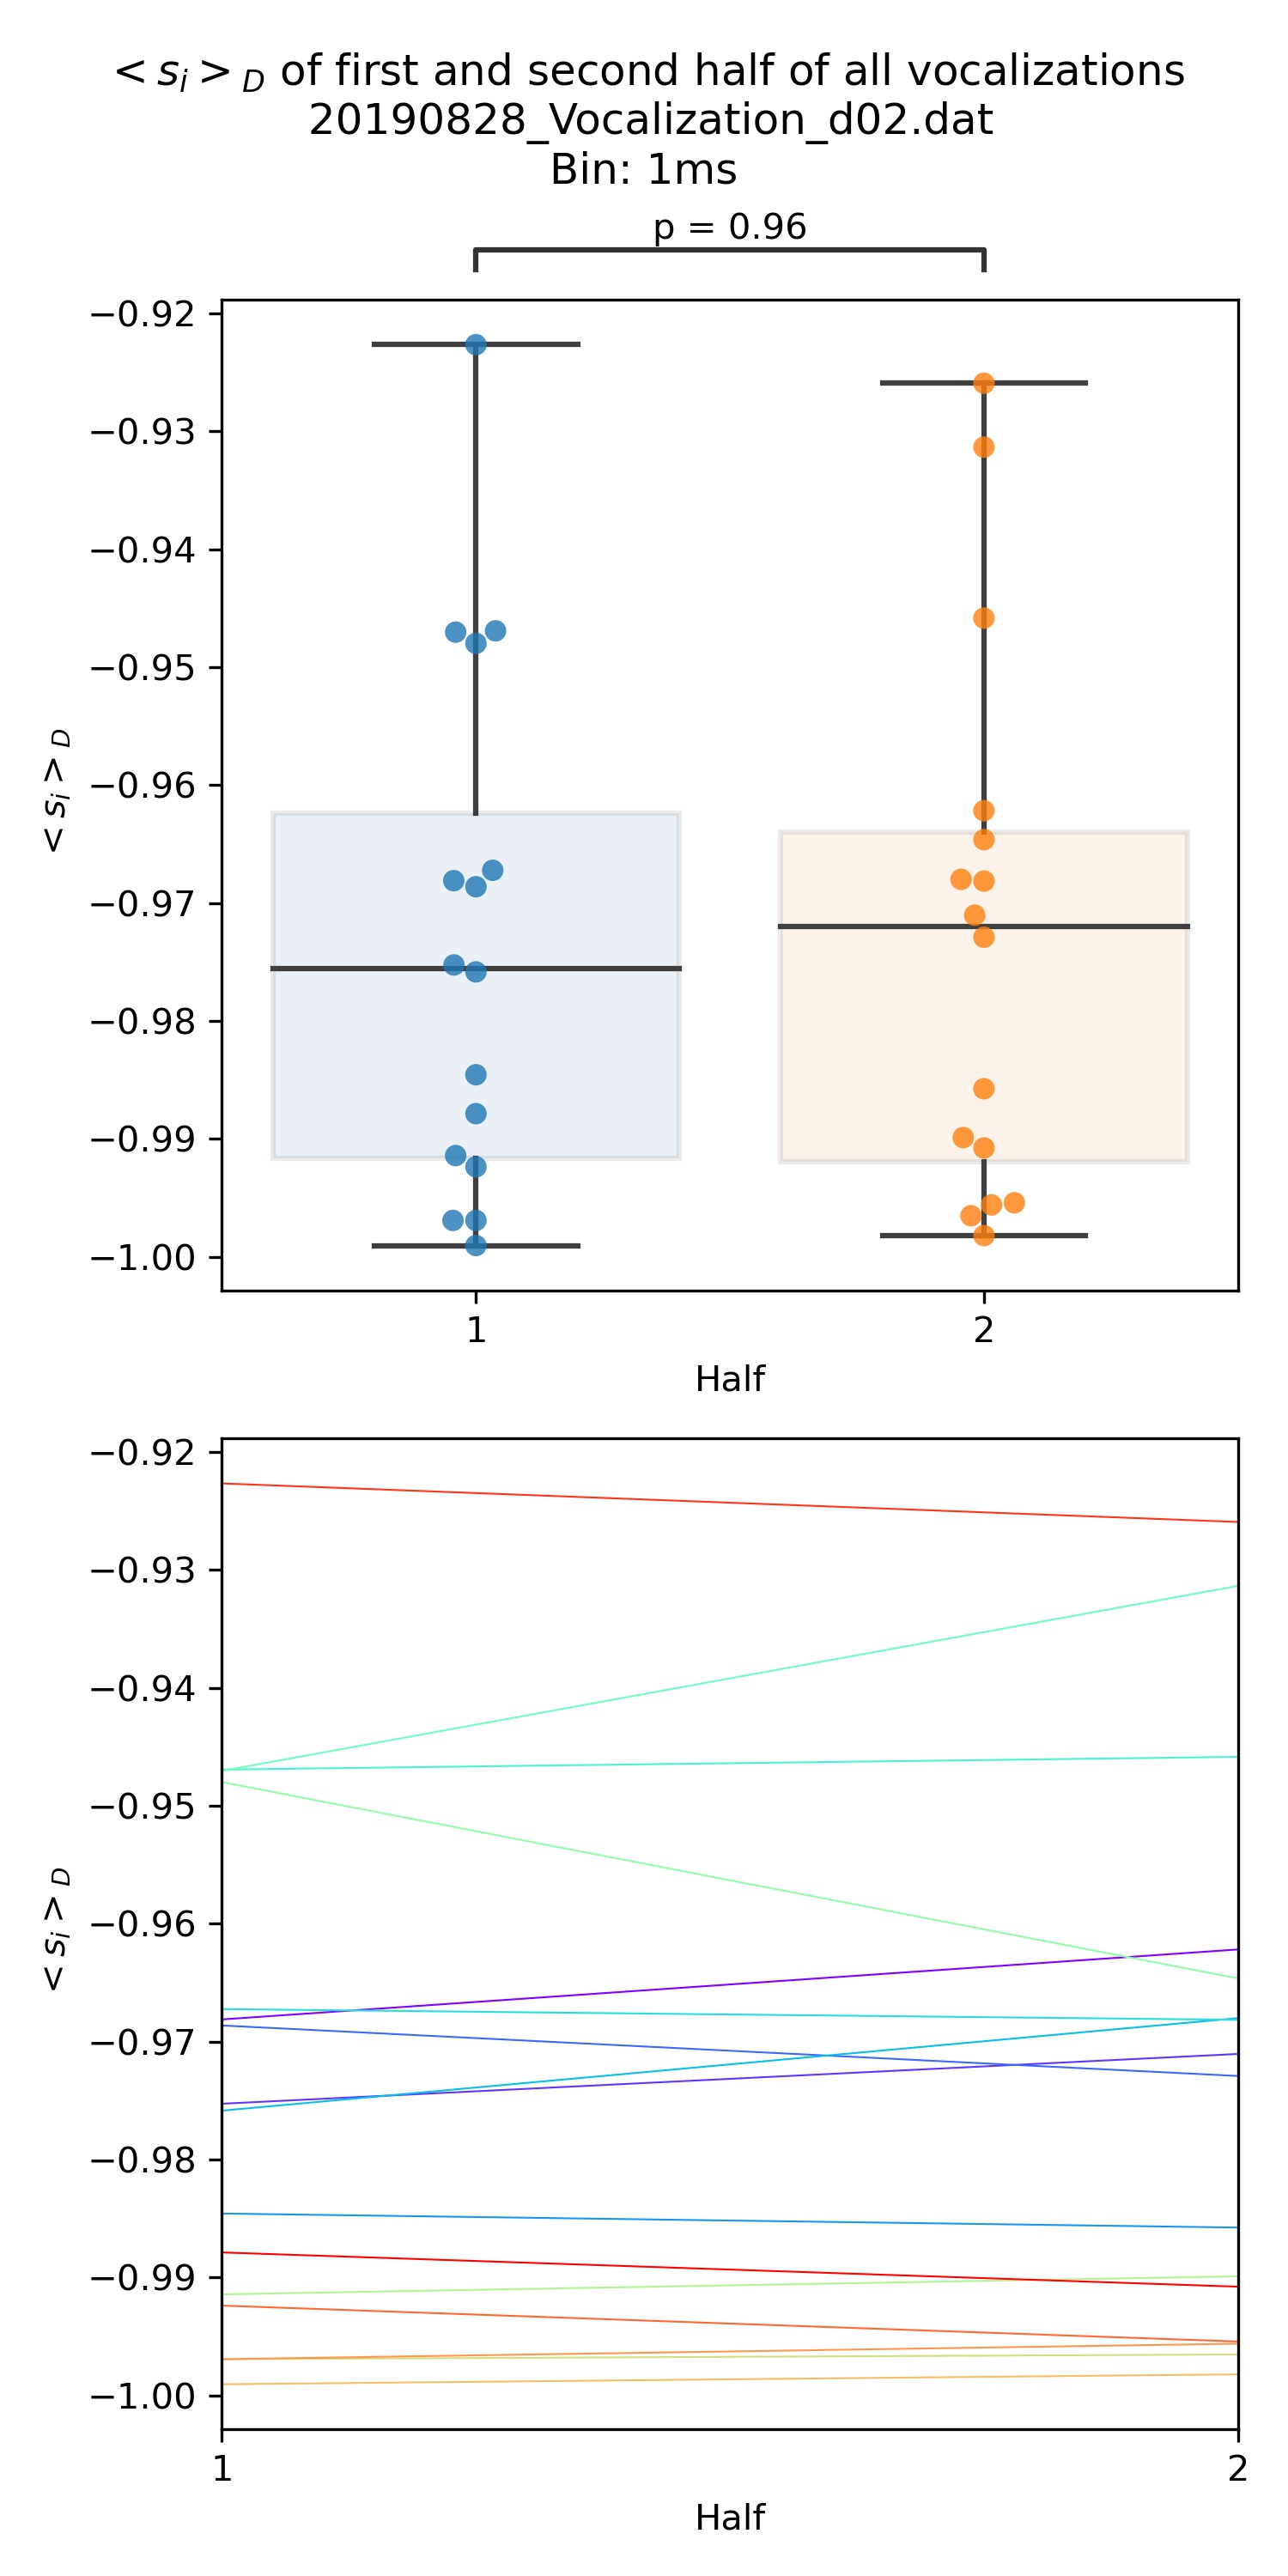 < s_i >_D of first and second half of all vocalizations
20190828_Vocalization_d02.dat
Bin: 1ms
p = 0.96
−0.92
−0.93
−0.94
−0.95
−0.96
−0.97
−0.98
−0.99
−1.00
< s_i >_D
1 2
Half
−0.92
−0.93
−0.94
−0.95
−0.96
−0.97
−0.98
−0.99
−1.00
< s_i >_D
1 2
Half